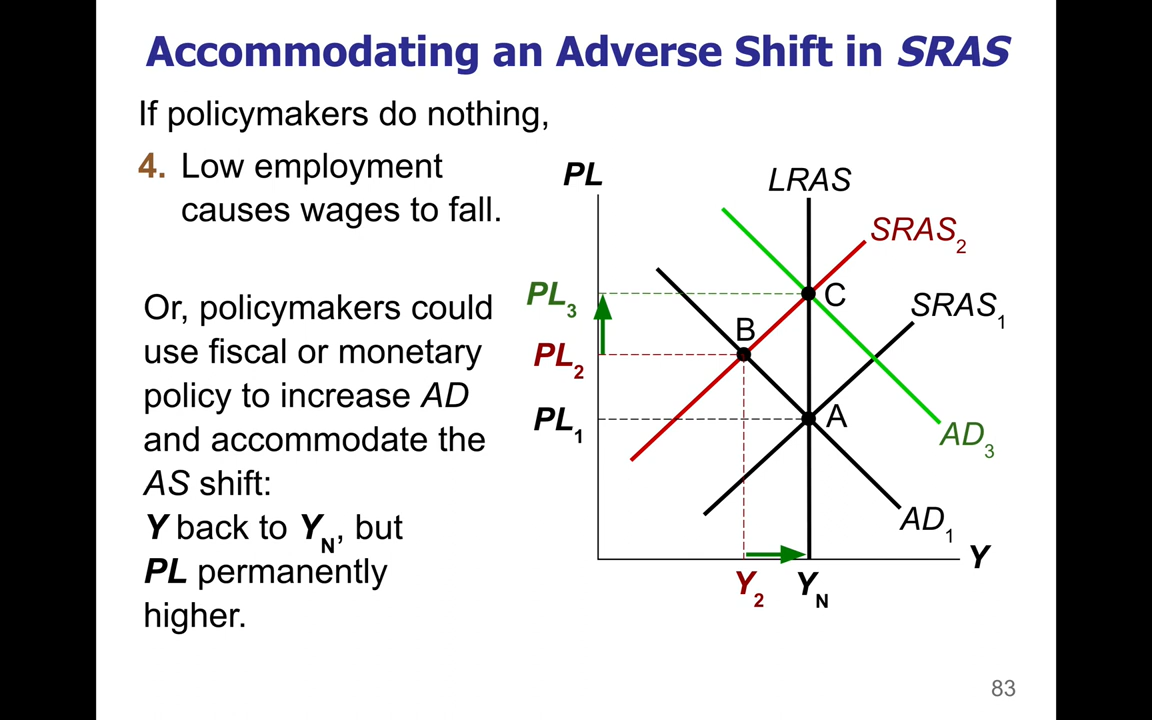 Accommodating an Adverse Shift in SRAS
If policymakers do nothing,
4. Low employment
causes wages to fall.
Or, policymakers could
use fiscal or monetary
policy to increase AD
and accommodate the
AS shift:
Y back to YN, but
PL permanently
higher.
PL
LRAS
SRAS2
PL3
C
SRAS1
B
PL2
PL1
A
AD3
AD1
Y
Y2
YN
83